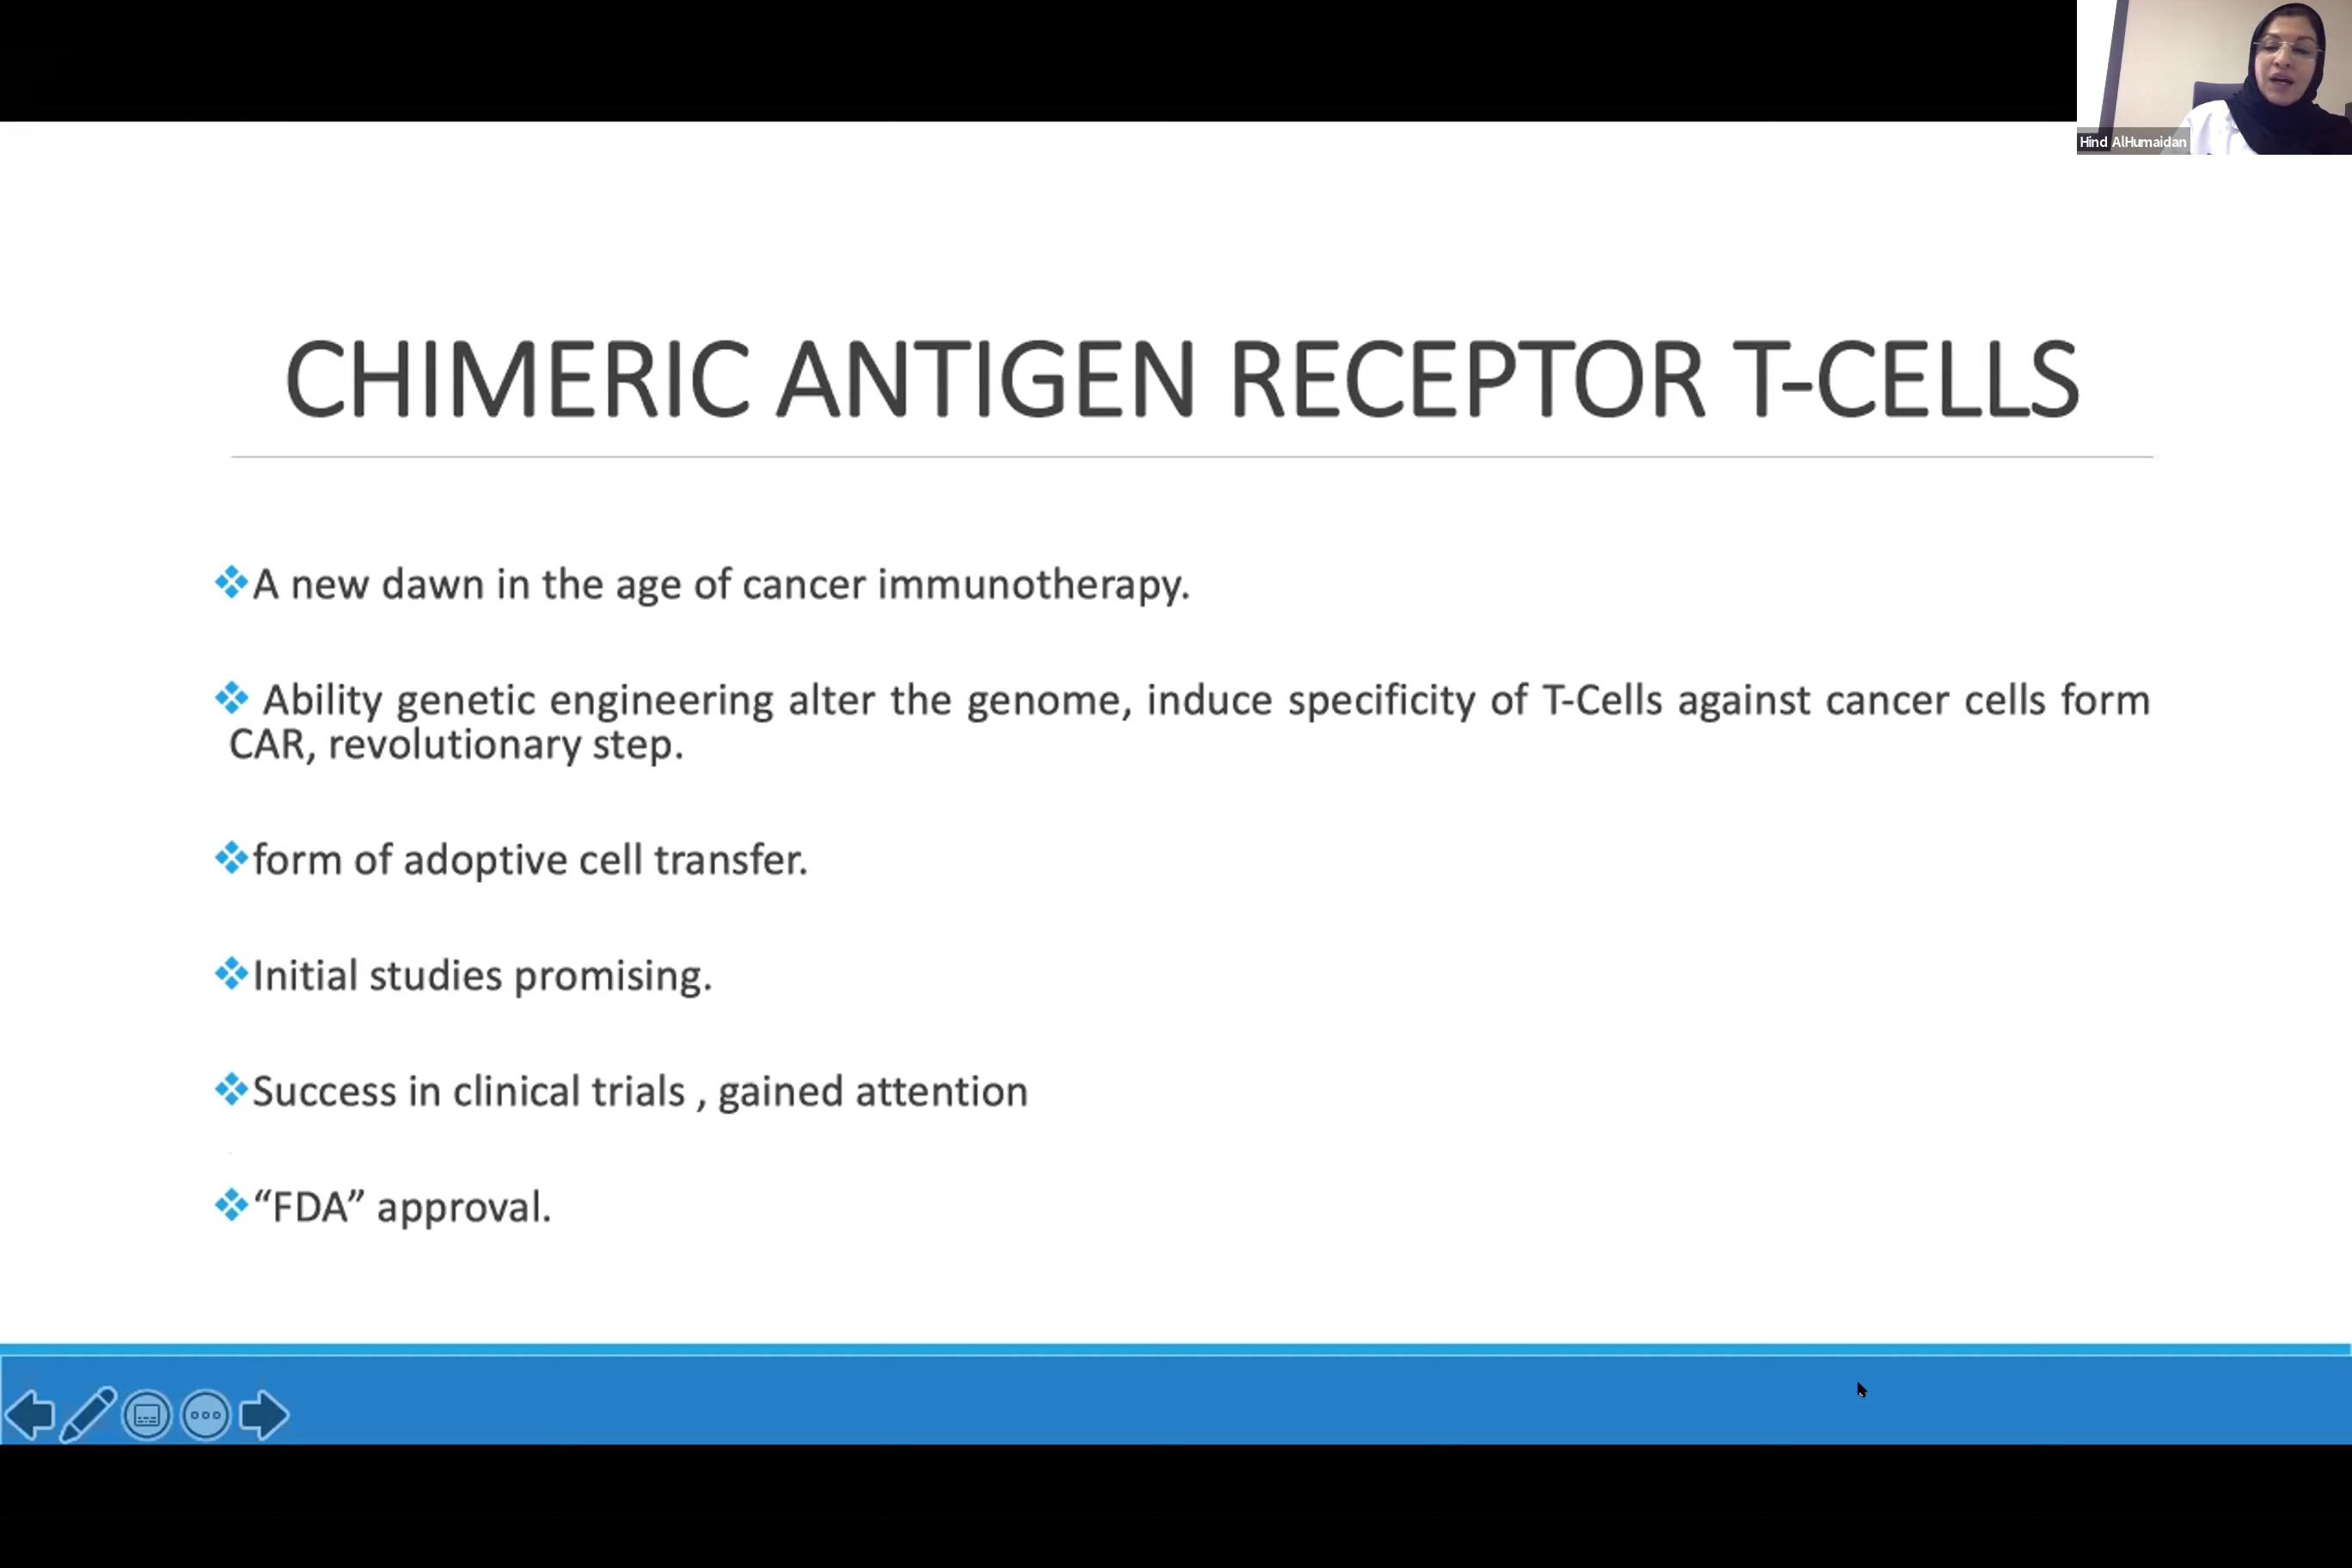 Hind AlHumaidan
CHIMERIC ANTIGEN RECEPTOR T-CELLS
A new dawn in the age of cancer immunotherapy.
Ability genetic engineering alter the genome, induce specificity of T-Cells against cancer cells form
CAR, revolutionary step.
form of adoptive cell transfer.
Initial studies promising.
Success in clinical trials , gained attention
“FDA” approval.